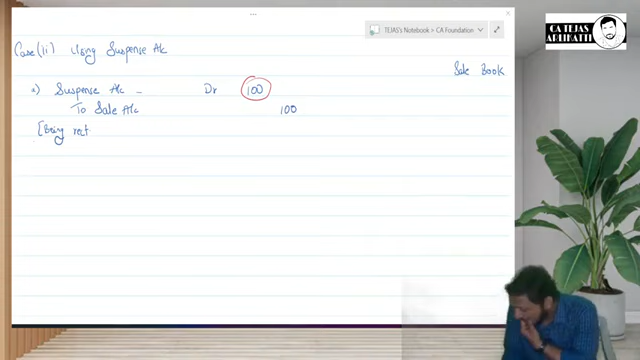 Case (ii) Using Suspense A/c
Sale Book
a) Suspense A/c - Dr 100
To Sale A/c 100
[Being rect
TEJAS's Notebook > CA Foundation
CA TEJAS
ARLIKATTI